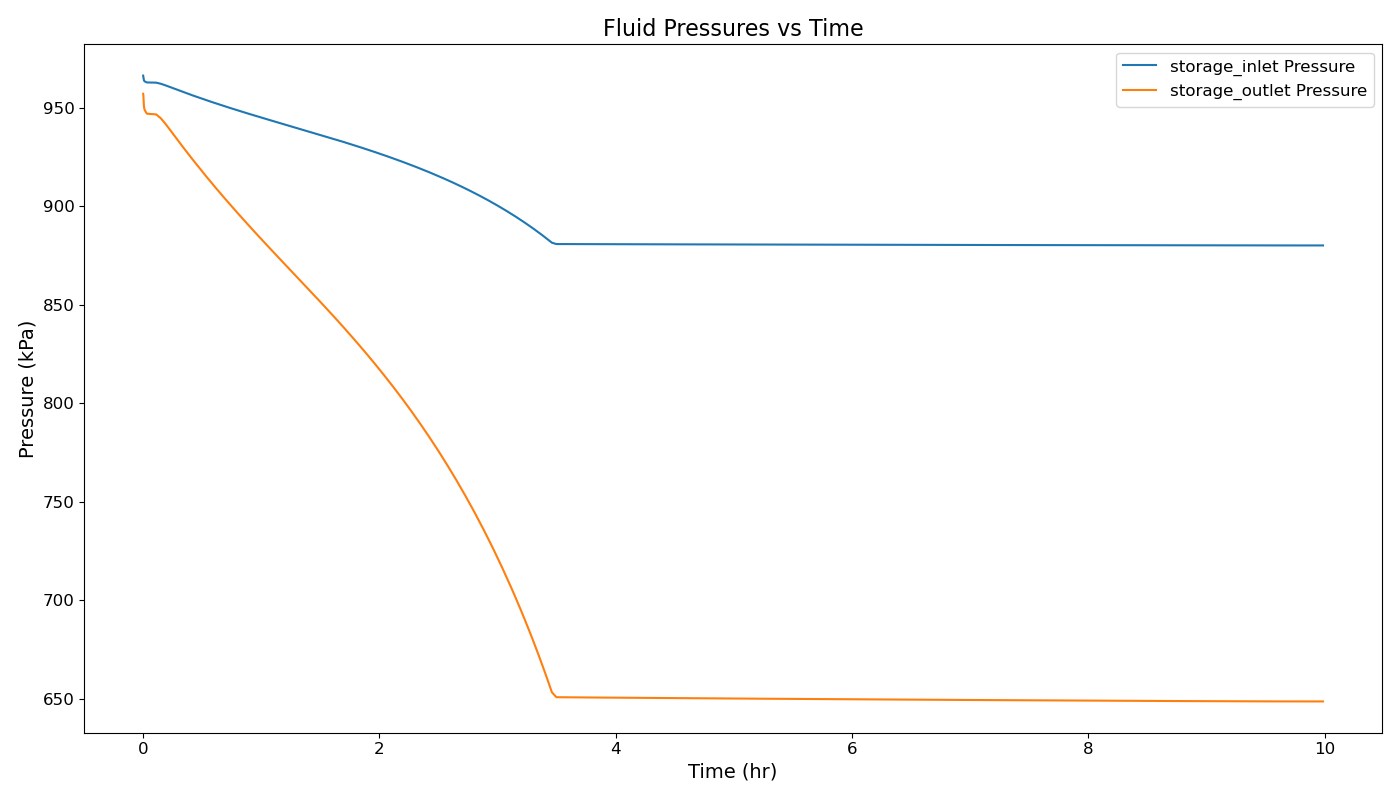 Fluid Pressures vs Time
storage_inlet Pressure
storage_outlet Pressure
Pressure (kPa)
950
900
850
800
750
700
650
0 2 4 6 8 10
Time (hr)